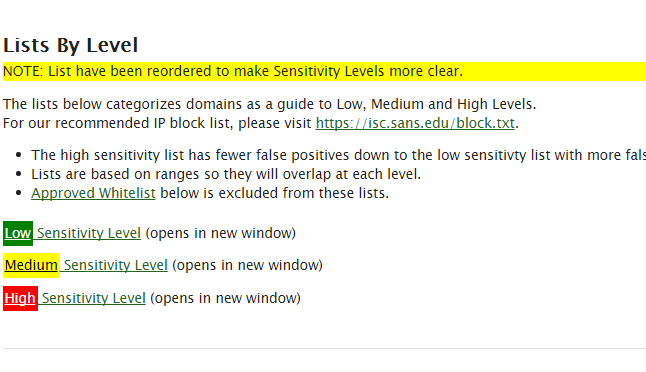 Lists By Level
NOTE: List have been reordered to make Sensitivity Levels more clear.
The lists below categorizes domains as a guide to Low, Medium and High Levels.
For our recommended IP block list, please visit https://isc.sans.edu/block.txt.
• The high sensitivity list has fewer false positives down to the low sensitivty list with more
• Lists are based on ranges so they will overlap at each level.
• Approved Whitelist below is excluded from these lists.
Low Sensitivity Level (opens in new window)
Medium Sensitivity Level (opens in new window)
High Sensitivity Level (opens in new window)